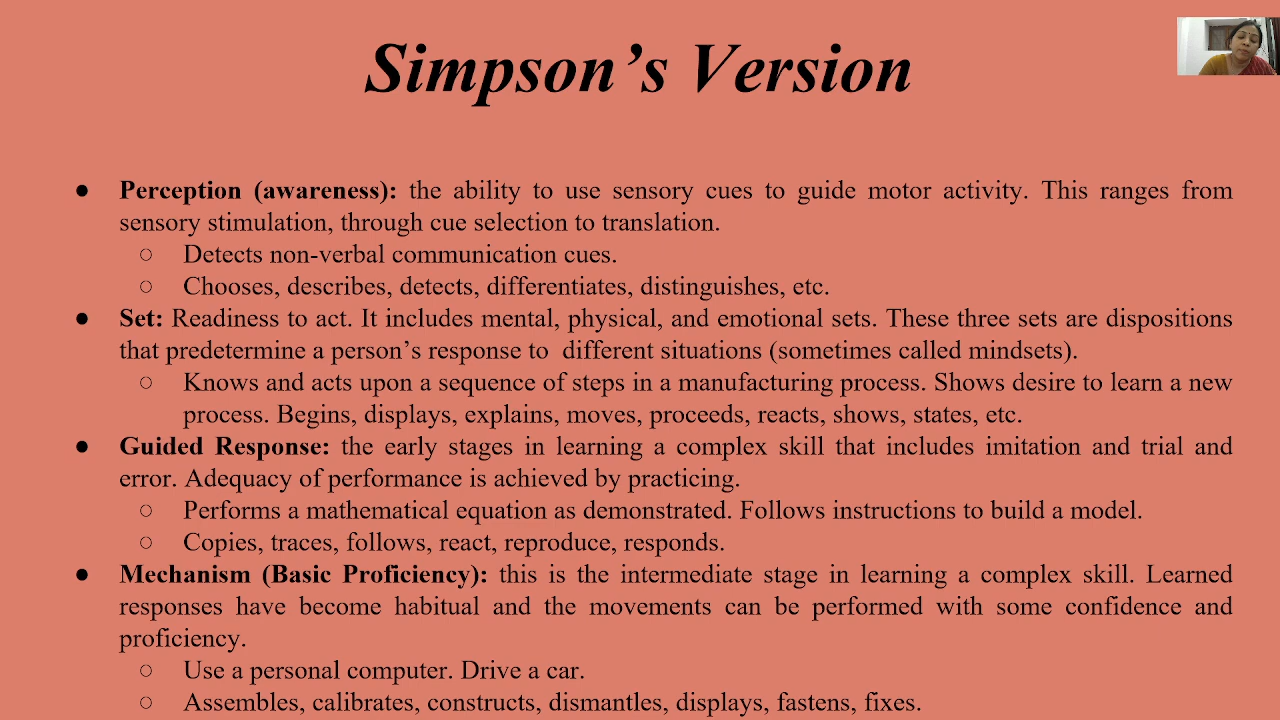 Simpson’s Version
● Perception (awareness): the ability to use sensory cues to guide motor activity. This ranges from
sensory stimulation, through cue selection to translation.
○ Detects non-verbal communication cues.
○ Chooses, describes, detects, differentiates, distinguishes, etc.
● Set: Readiness to act. It includes mental, physical, and emotional sets. These three sets are dispositions
that predetermine a person’s response to  different situations (sometimes called mindsets).
○ Knows and acts upon a sequence of steps in a manufacturing process. Shows desire to learn a new
process. Begins, displays, explains, moves, proceeds, reacts, shows, states, etc.
● Guided Response: the early stages in learning a complex skill that includes imitation and trial and
error. Adequacy of performance is achieved by practicing.
○ Performs a mathematical equation as demonstrated. Follows instructions to build a model.
○ Copies, traces, follows, react, reproduce, responds.
● Mechanism (Basic Proficiency): this is the intermediate stage in learning a complex skill. Learned
responses have become habitual and the movements can be performed with some confidence and
proficiency.
○ Use a personal computer. Drive a car.
○ Assembles, calibrates, constructs, dismantles, displays, fastens, fixes.